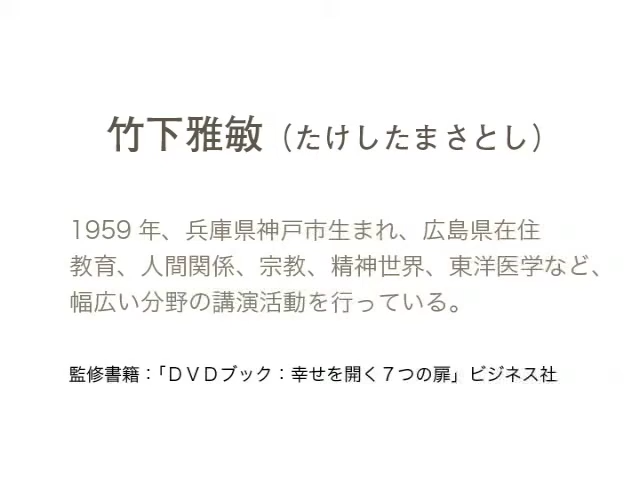 竹下雅敏（たけしたまさとし）
1959 年、兵庫県神戸市生まれ、広島県在住
教育、人間関係、宗教、精神世界、東洋医学など、
幅広い分野の講演活動を行っている。
監修書籍：「ＤＶＤブック：幸せを開く７つの扉」ビジネス社